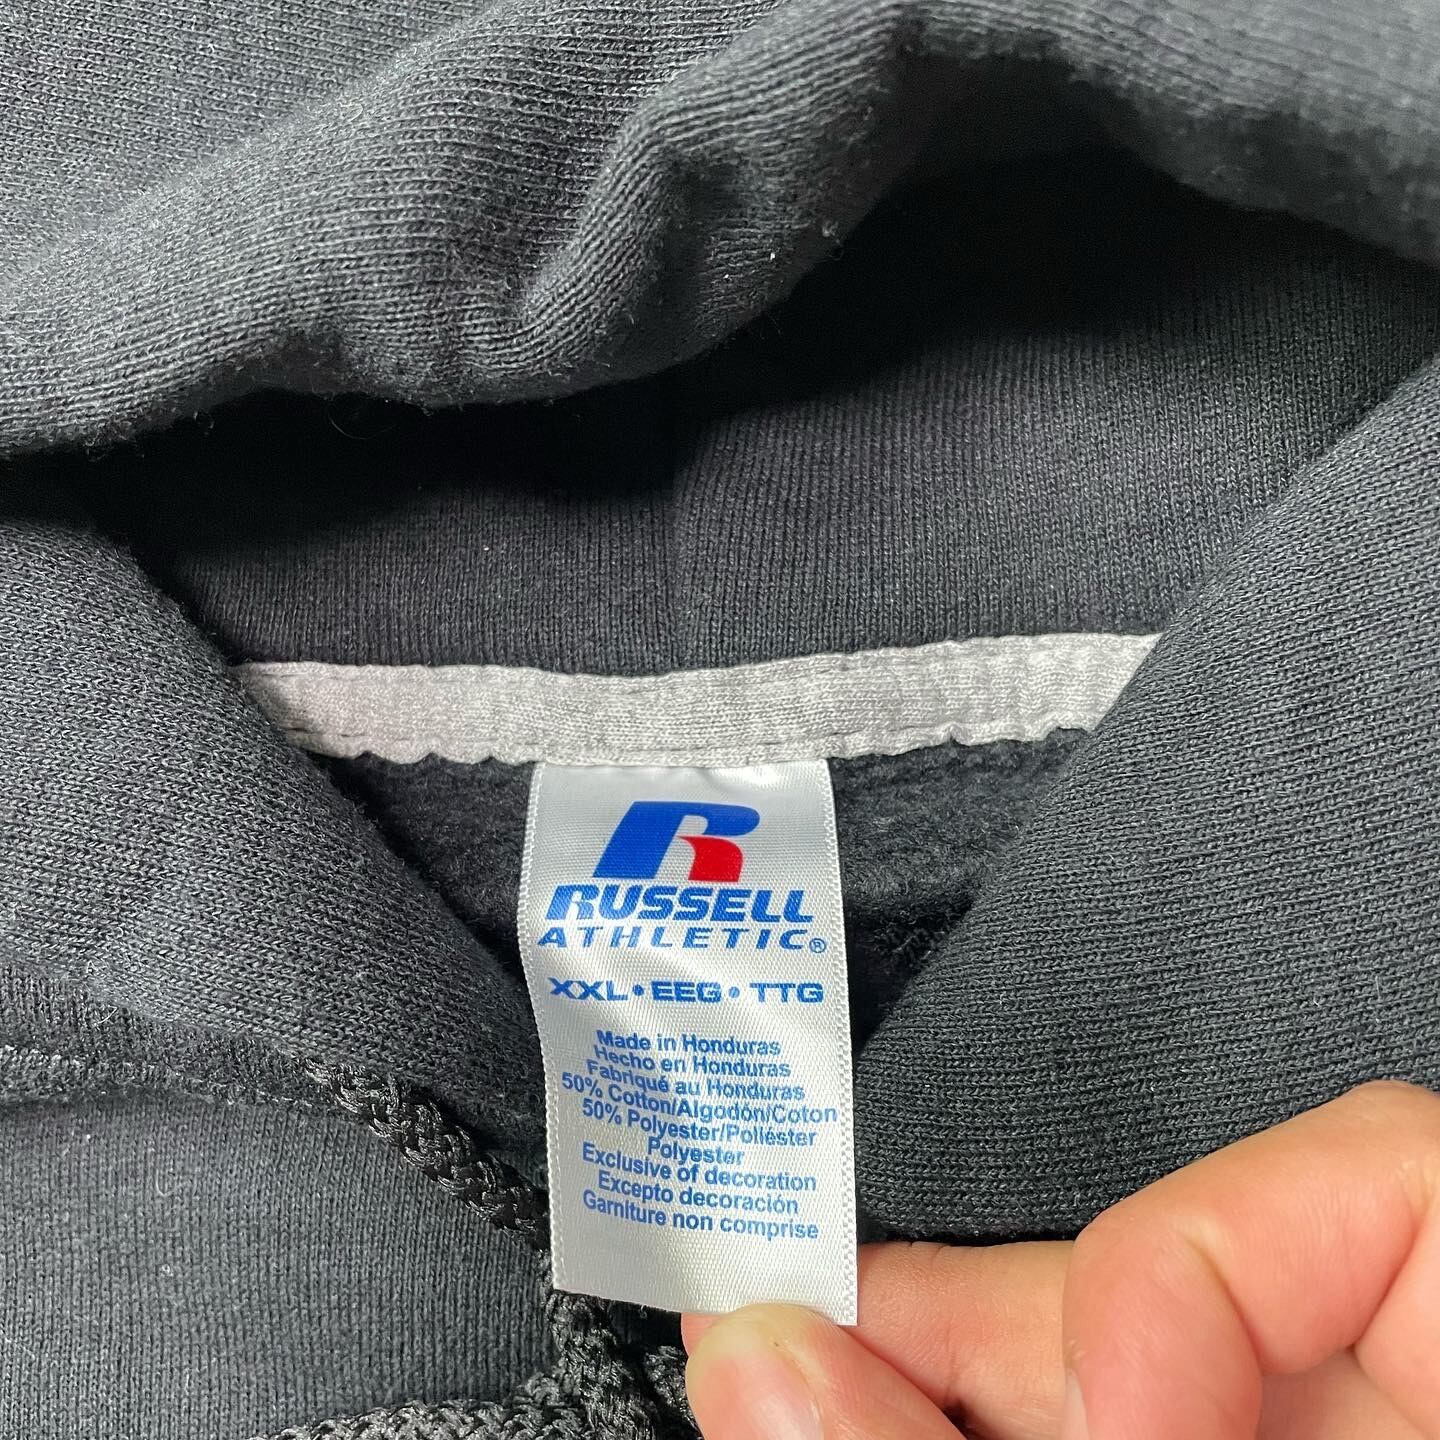 R
RUSSELL
ATHLETIC®
XXL • EEG • TTG
Made in Honduras
Hecho en Honduras
Fabriqué au Honduras
50% Cotton/Algodón/Coton
50% Polyester/Poliéster
Polyester
Exclusive of decoration
Excepto decoración
Garniture non comprise